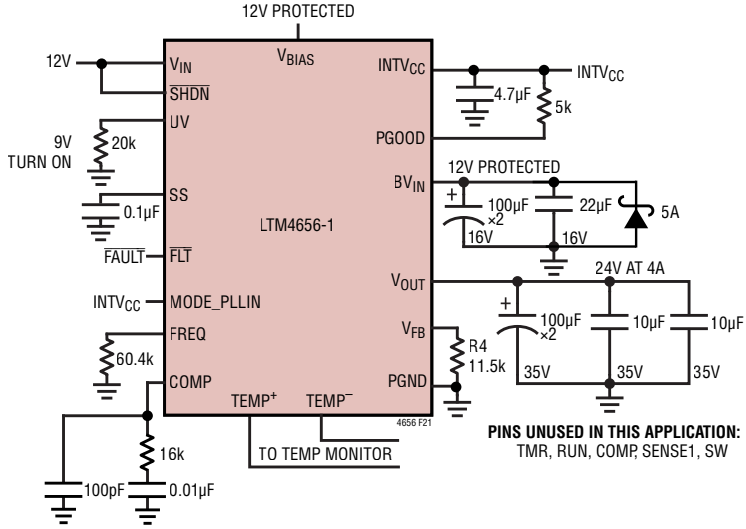 12V PROTECTED
12V
VIN
SHDN
VBIAS
INTVCC
INTVCC
4.7µF
5k
UV
9V
TURN ON
20k
PGOOD
12V PROTECTED
BVIN
+
100µF
×2
16V
22µF
16V
5A
SS
0.1µF
LTM4656-1
FAULT
FLT
24V AT 4A
VOUT
INTVCC
MODE_PLLIN
+
100µF
×2
35V
10µF
35V
10µF
35V
FREQ
60.4k
VFB
R4
11.5k
COMP
PGND
TEMP+
TEMP–
4656 F21
16k
TO TEMP MONITOR
100pF
0.01µF
PINS UNUSED IN THIS APPLICATION:
TMR, RUN, COMP, SENSE1, SW